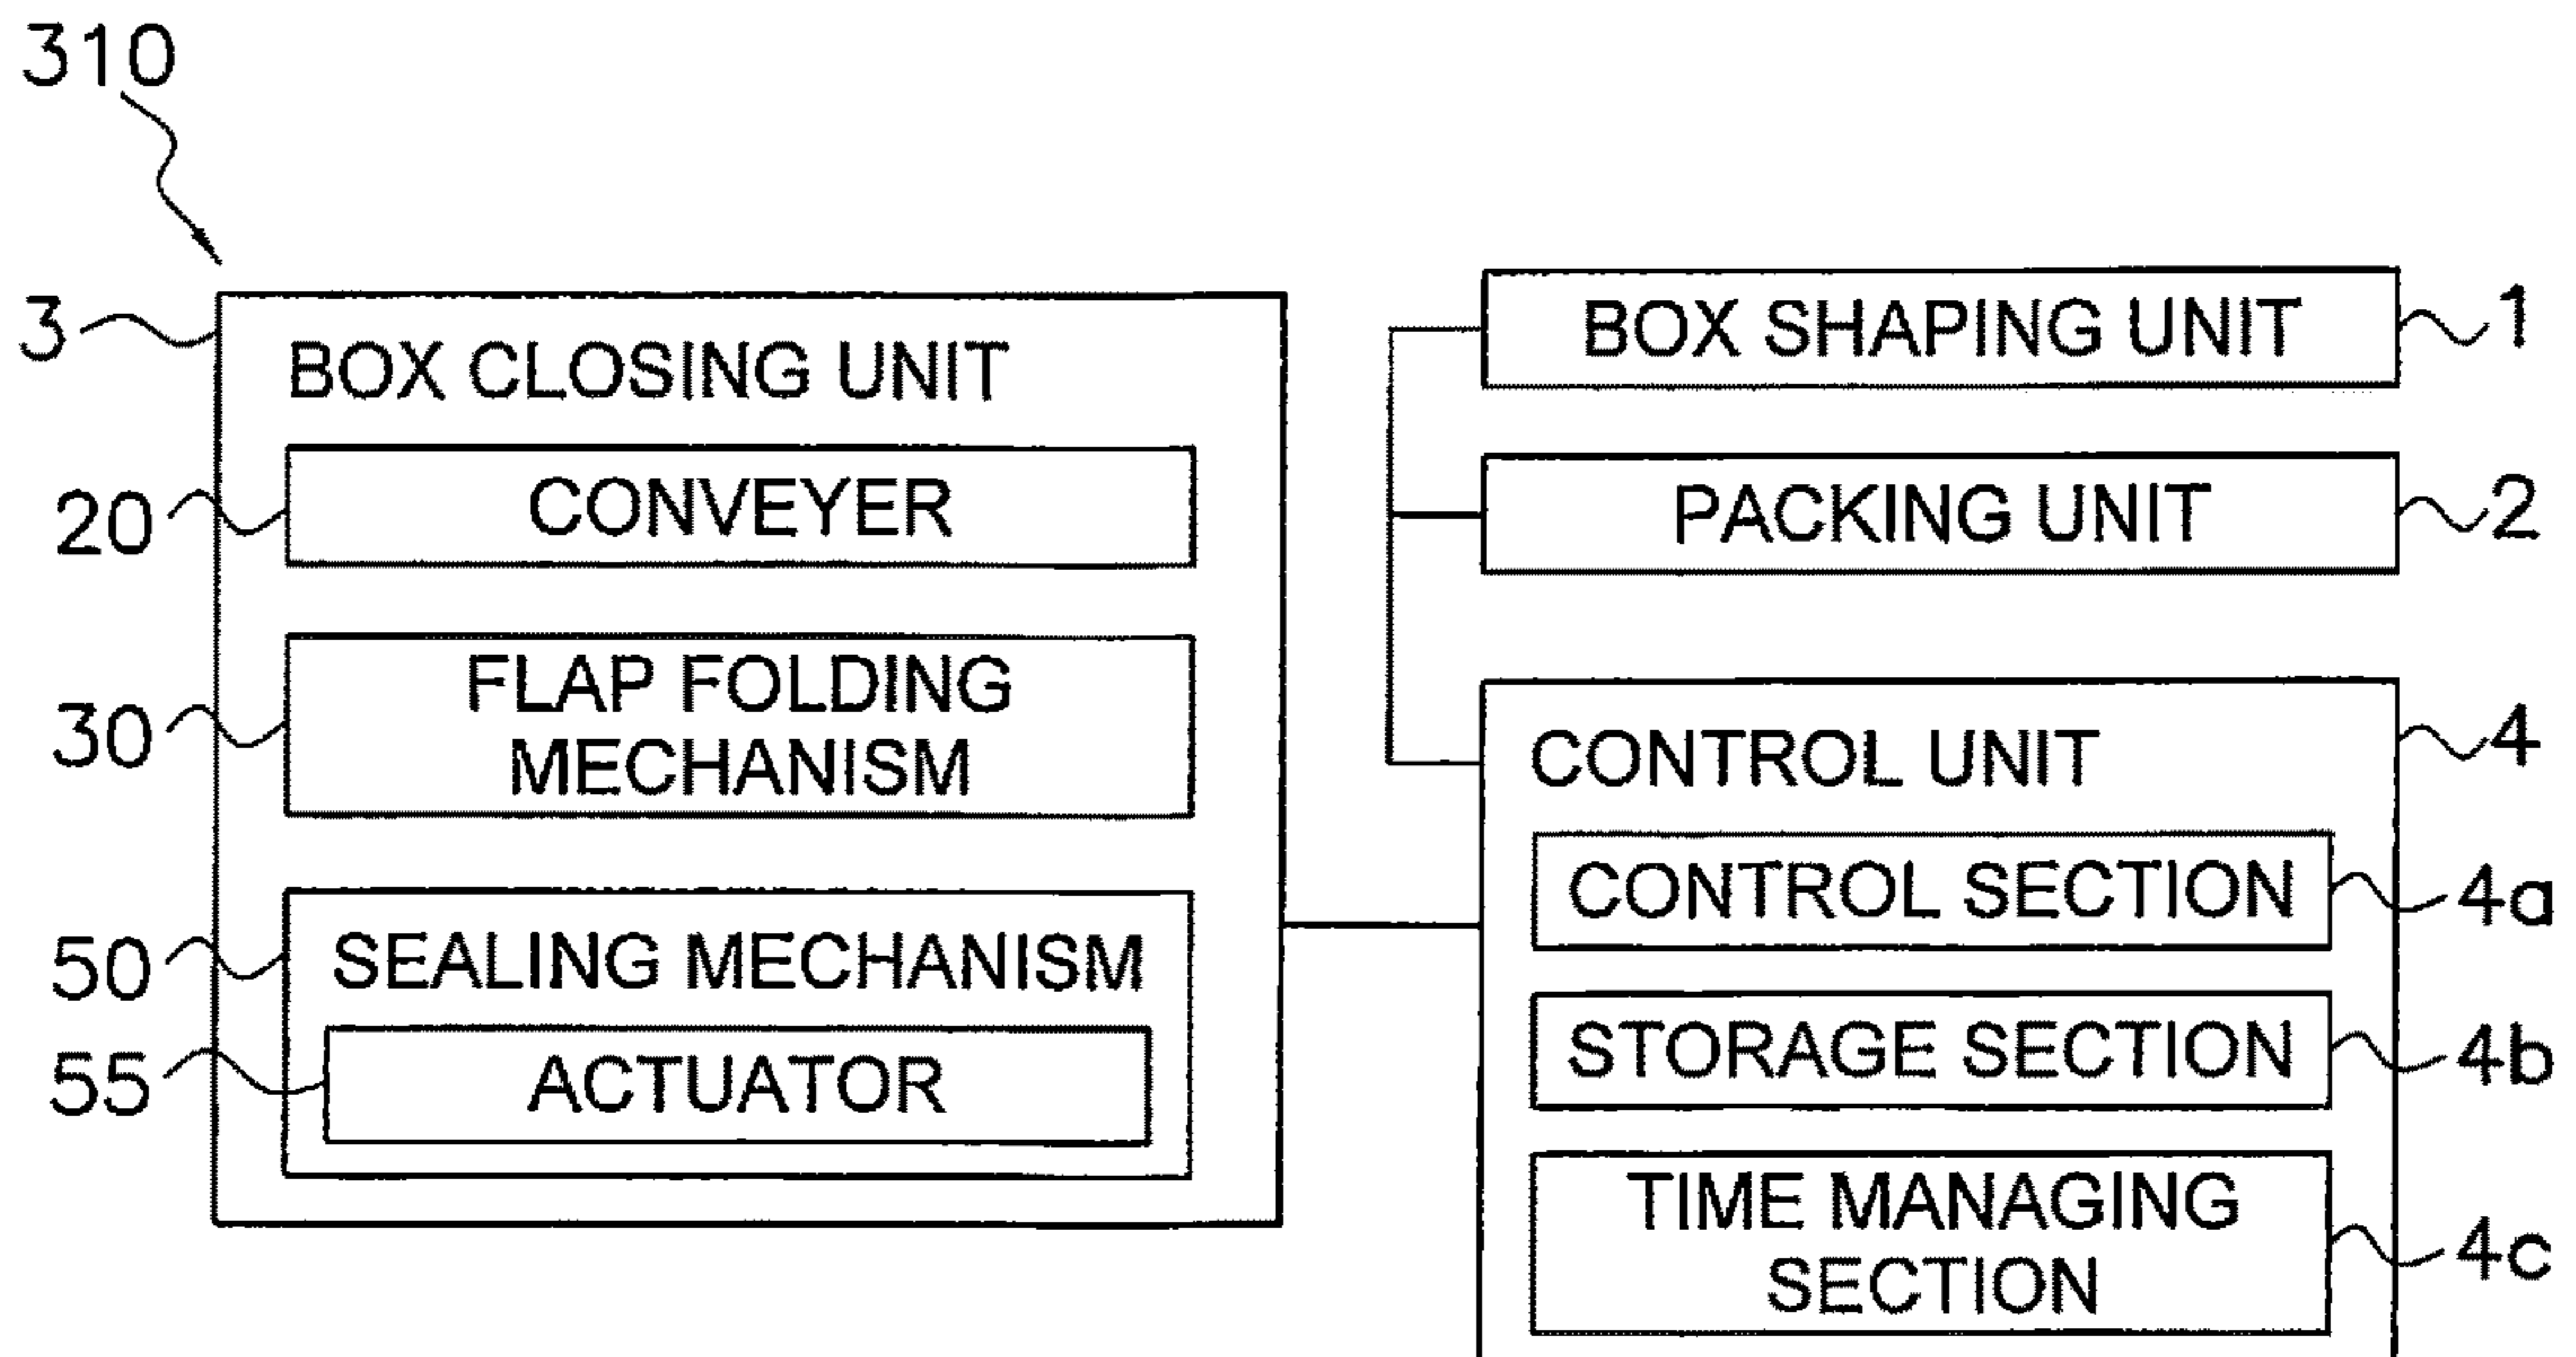 310
3
BOX CLOSING UNIT
20
CONVEYER
30
FLAP FOLDING
MECHANISM
50
SEALING MECHANISM
55
ACTUATOR
BOX SHAPING UNIT
1
PACKING UNIT
2
CONTROL UNIT
4
CONTROL SECTION
4a
STORAGE SECTION
4b
TIME MANAGING
SECTION
4c